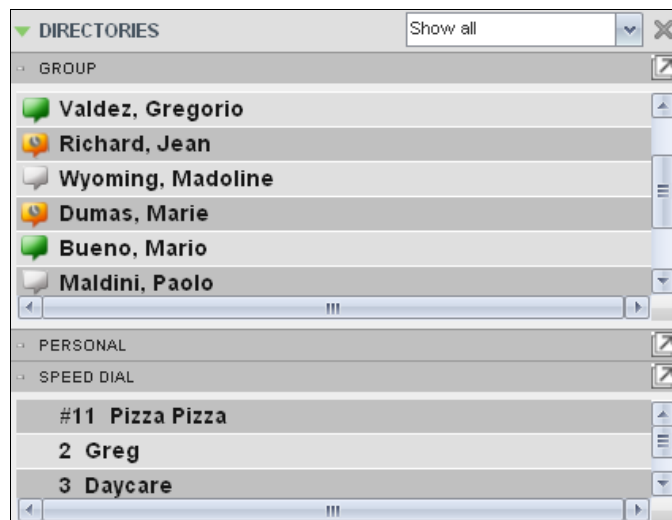 DIRECTORIES Show all
GROUP
Valdez, Gregorio
Richard, Jean
Wyoming, Madoline
Dumas, Marie
Bueno, Mario
Maldini, Paolo
PERSONAL
SPEED DIAL
#11 Pizza Pizza
2 Greg
3 Daycare